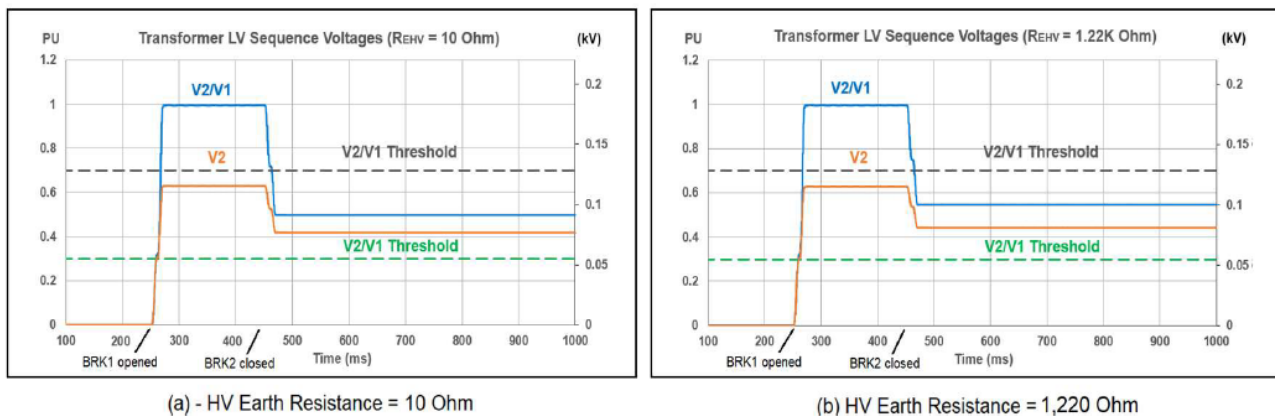 PU Transformer LV Sequence Voltages (REHV = 10 Ohm) (kV)
1.2
1
0.8
0.6
0.4
0.2
0
0.2
0.15
0.1
0.05
0
V2/V1
V2/V1 Threshold
V2
V2/V1 Threshold
100 200 300 400 500 600 700 800 900 1000
BRK1 opened BRK2 closed Time (ms)
(a) - HV Earth Resistance = 10 Ohm
PU Transformer LV Sequence Voltages (REHV = 1.22K Ohm) (kV)
1.2
1
0.8
0.6
0.4
0.2
0
0.2
0.15
0.1
0.05
0
V2/V1
V2/V1 Threshold
V2
V2/V1 Threshold
100 200 300 400 500 600 700 800 900 1000
BRK1 opened BRK2 closed Time (ms)
(b) HV Earth Resistance = 1,220 Ohm